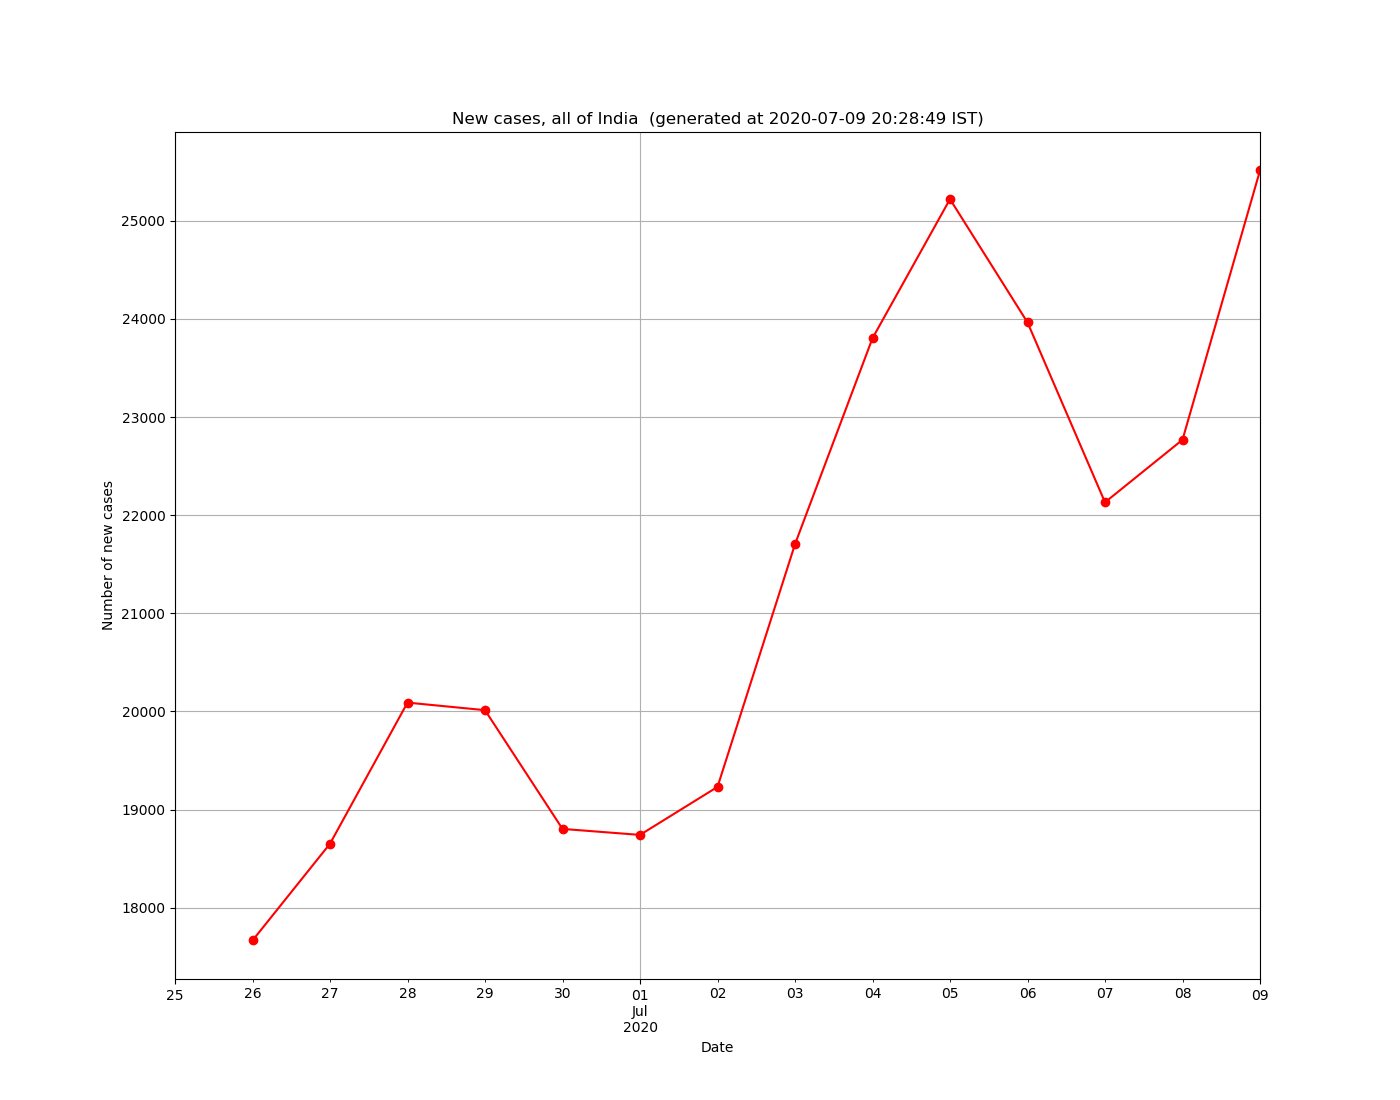 New cases, all of India  (generated at 2020-07-09 20:28:49 IST)
25000
24000
23000
22000
21000
20000
19000
18000
Number of new cases
25 26 27 28 29 30 01 02 03 04 05 06 07 08 09
Jul
2020
Date